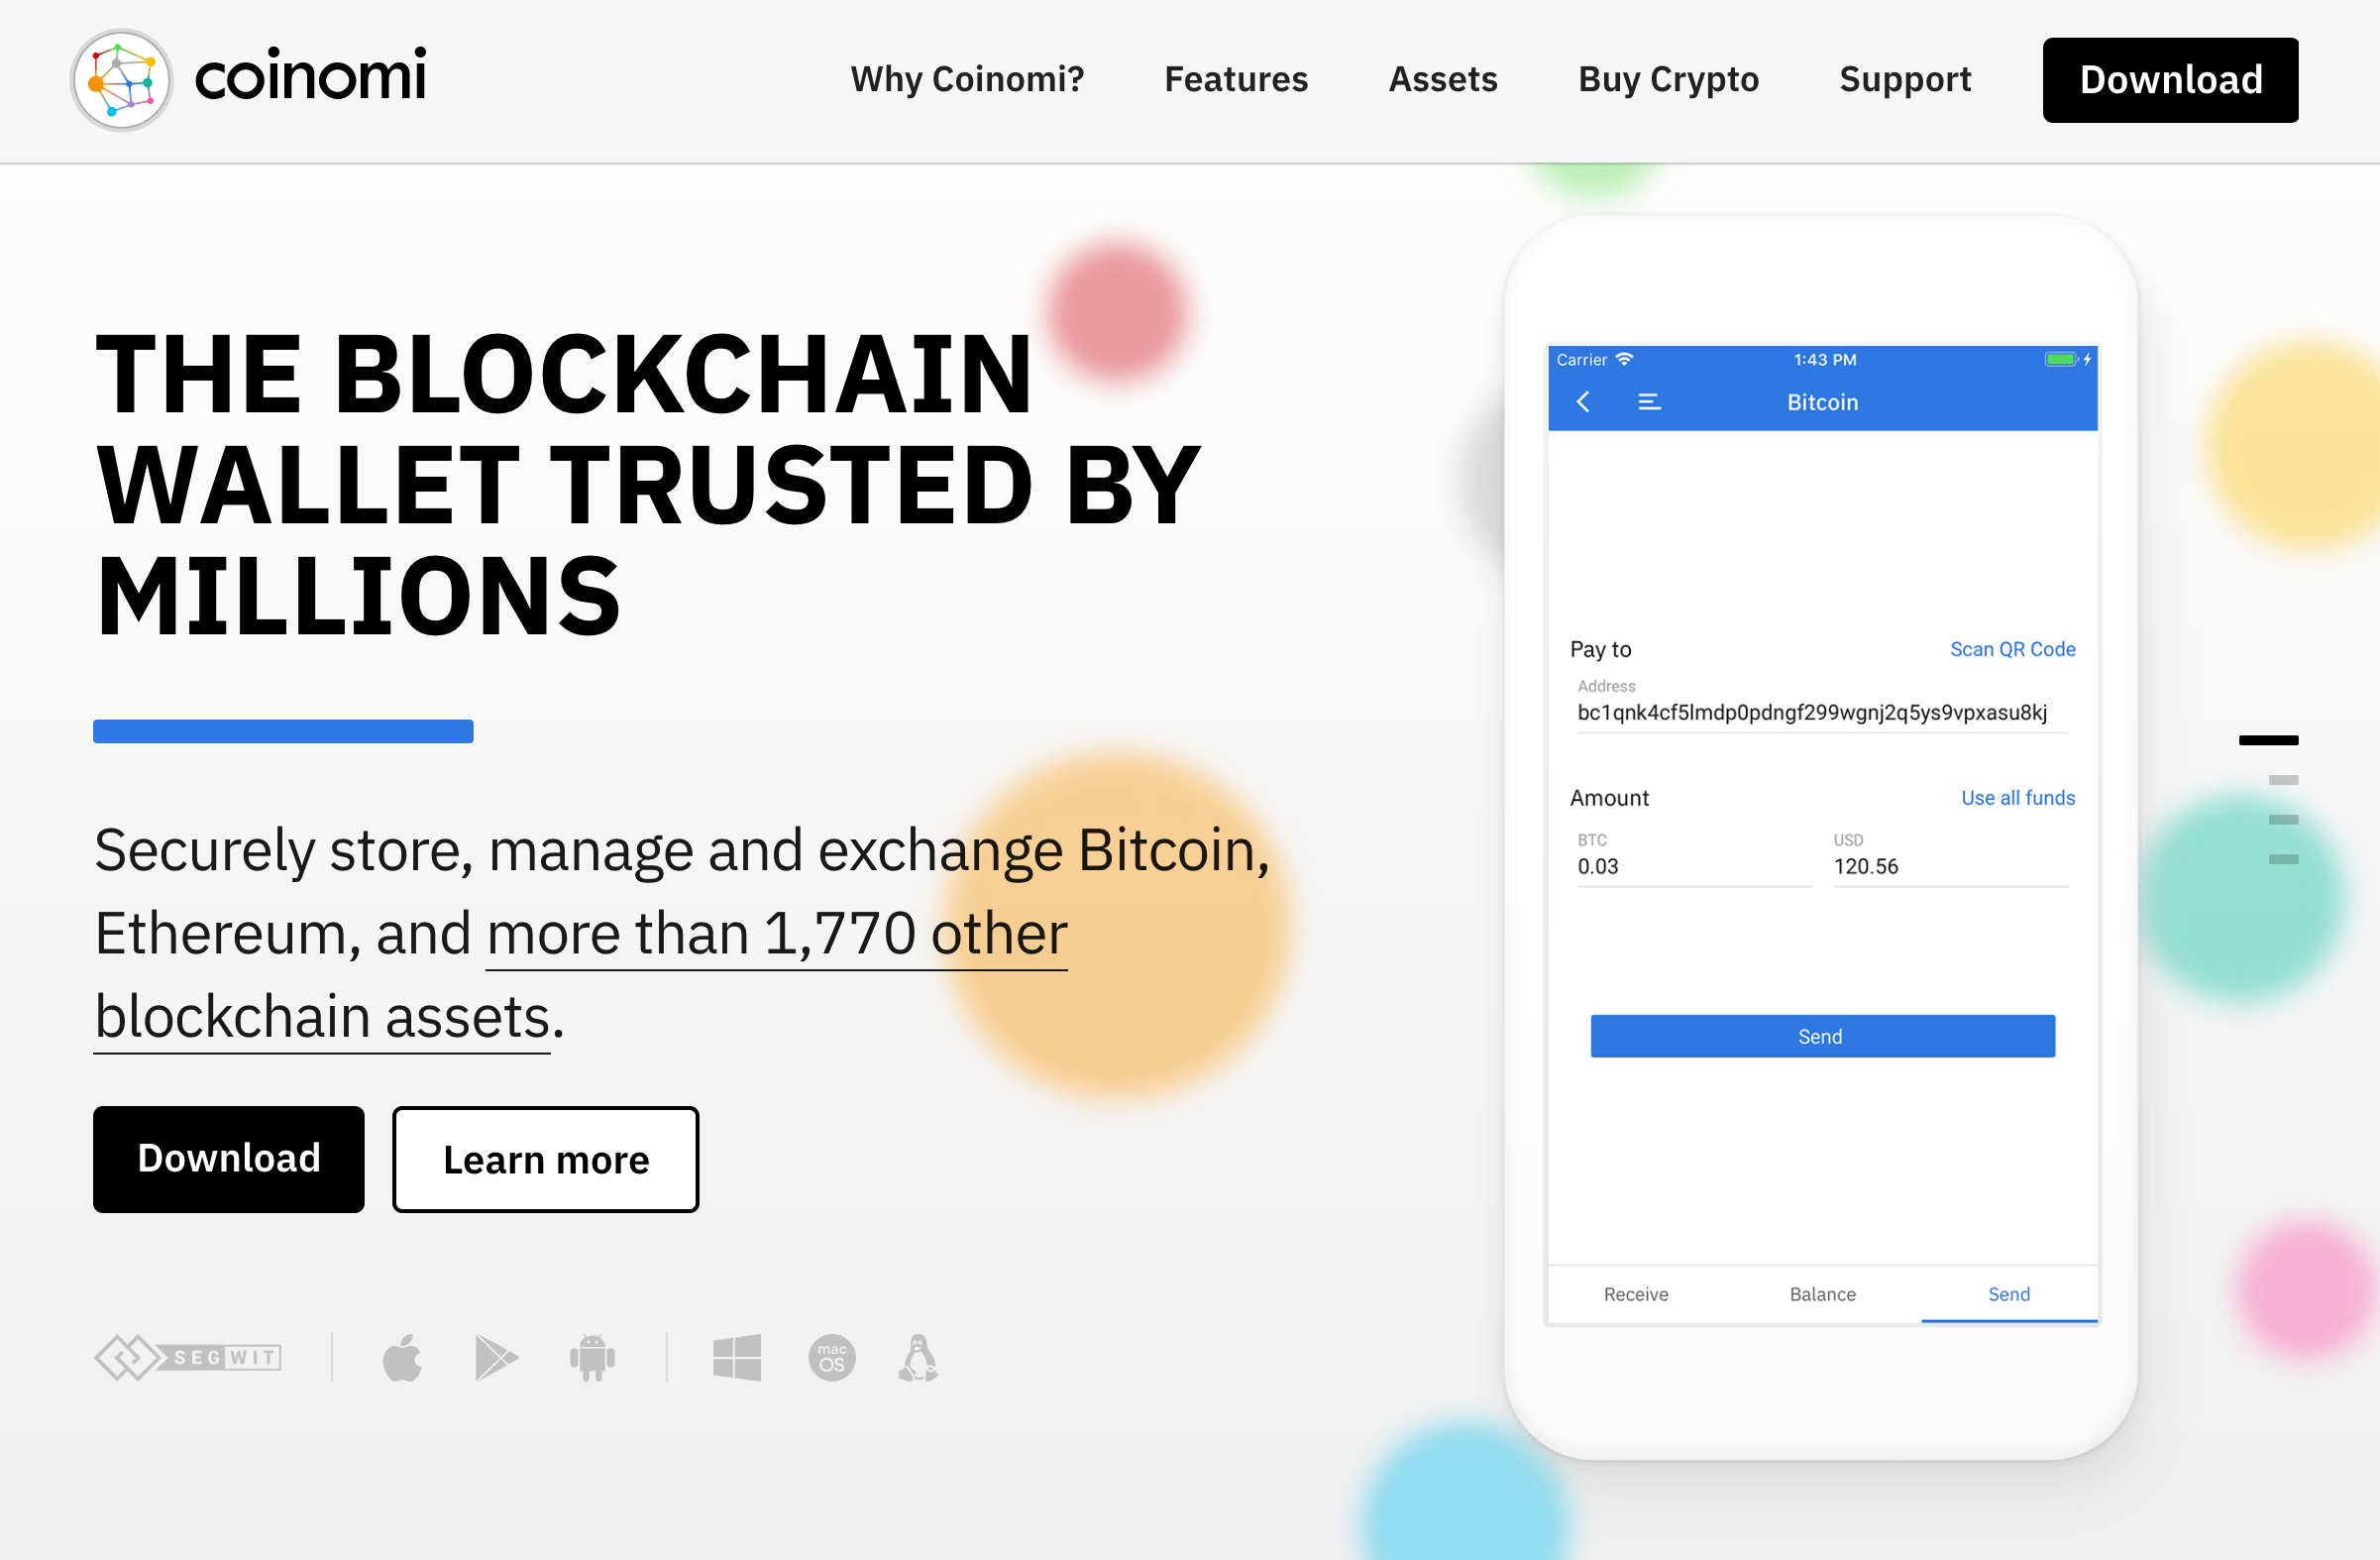 coinomi
Why Coinomi?
Features
Assets
Buy Crypto
Support
Download
THE BLOCKCHAIN
WALLET TRUSTED BY
MILLIONS
Securely store, manage and exchange Bitcoin,
Ethereum, and more than 1,770 other
blockchain assets.
Download
Learn more
SEGWIT
mac
OS
Carrier
1:43 PM
Bitcoin
Pay to
Scan QR Code
Address
bc1qnk4cf5lmdp0pdngf299wgnj2q5ys9vpxasu8kj
Amount
Use all funds
BTC
USD
0.03
120.56
Send
Receive
Balance
Send